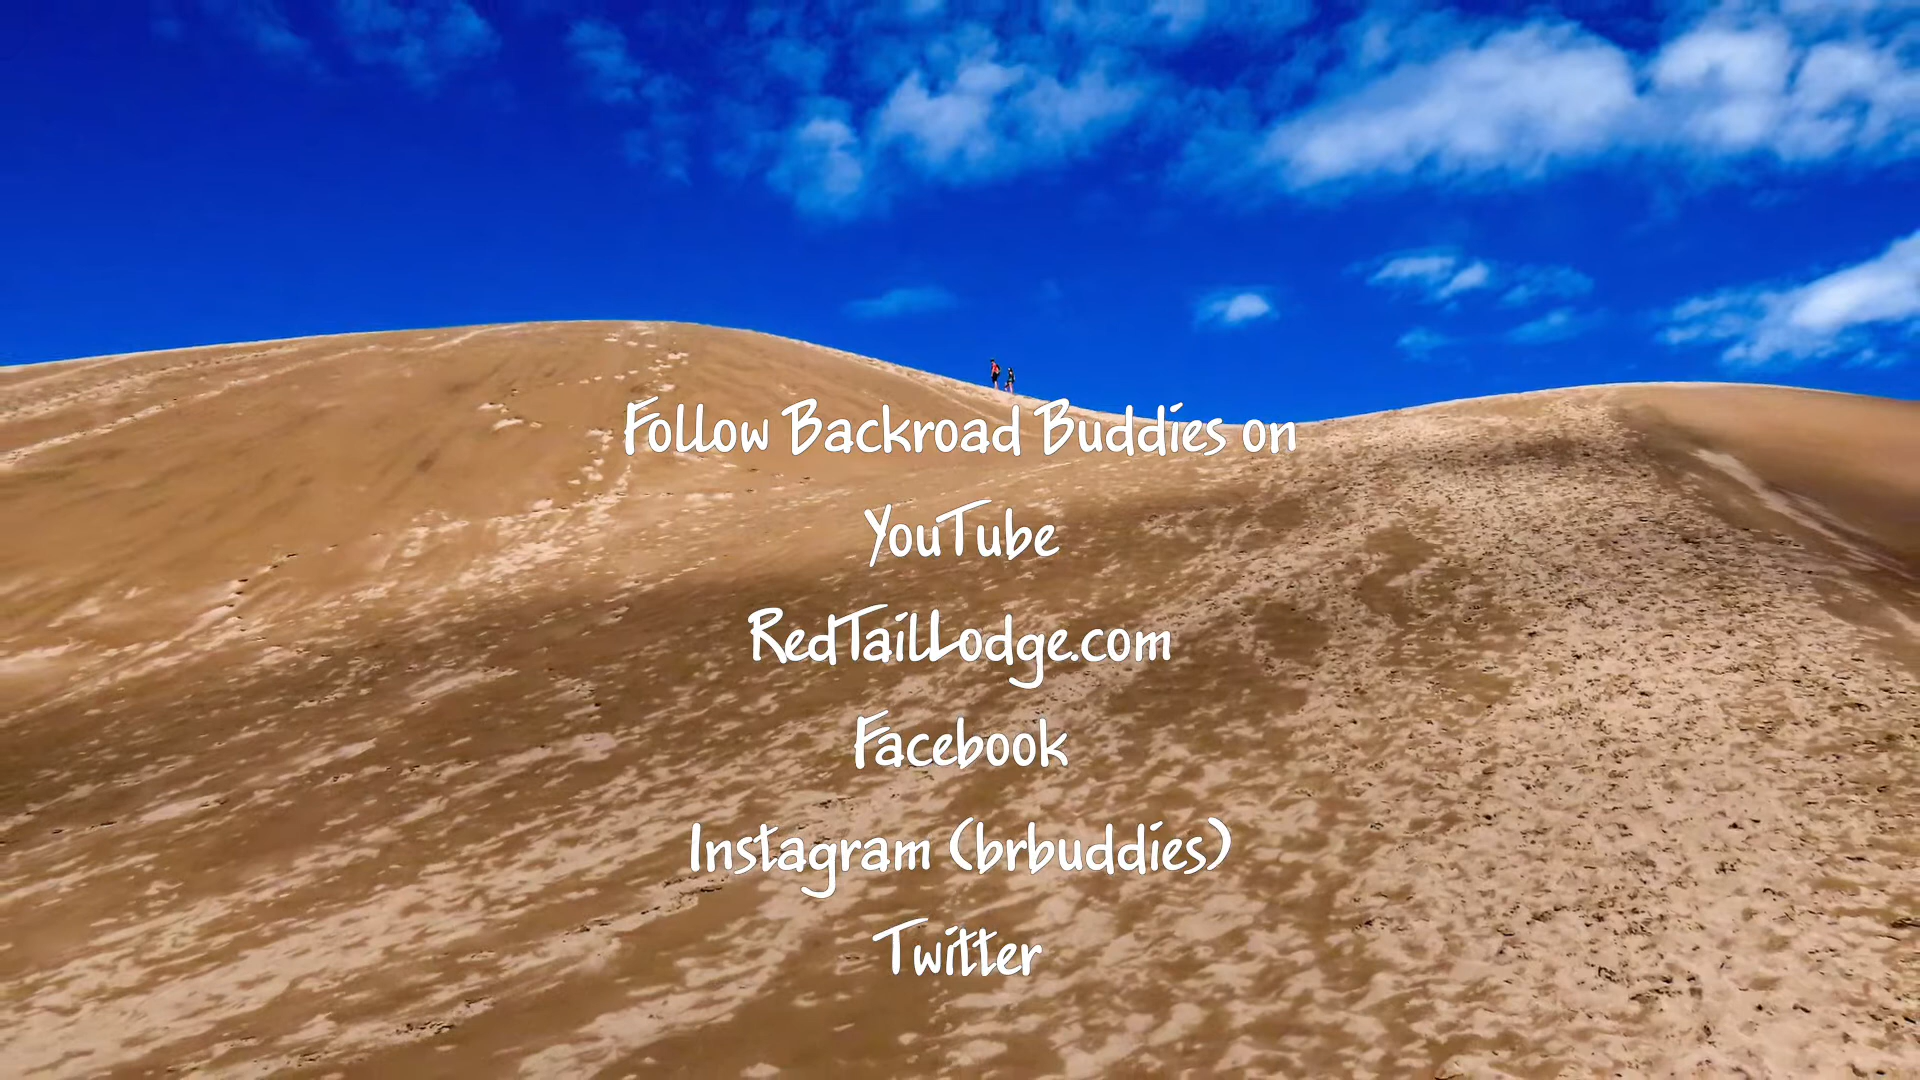 Follow Backroad Buddies on
YouTube
RedTailLodge.com
Facebook
Instagram (brbuddies)
Twitter